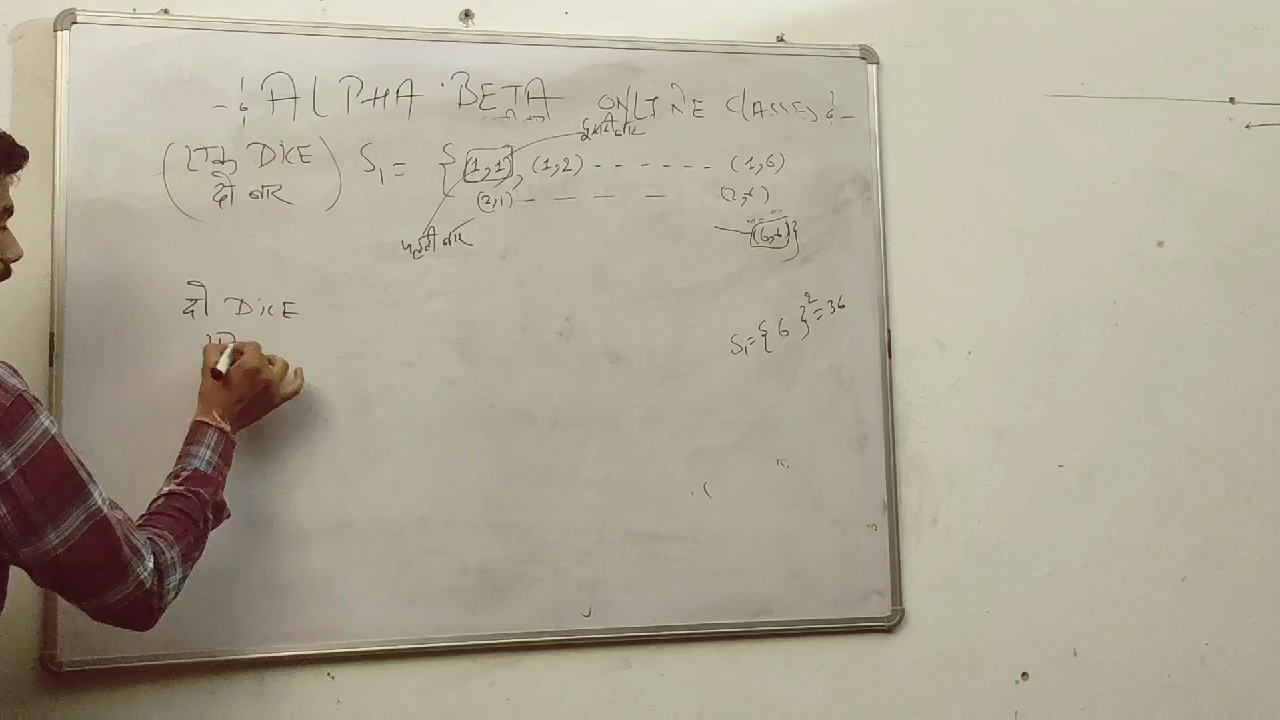 -: ALPHA BETA ONLINE CLASSES :-
(एक DICE दो बार) S₁ = { (1,1), (1,2) - - - - - - - (1,6)
दूसरी बार
(2,1) - - - - (2,6)
पहली बार
(6,6) }
दो DICE
S₁ = { 6 }² = 36